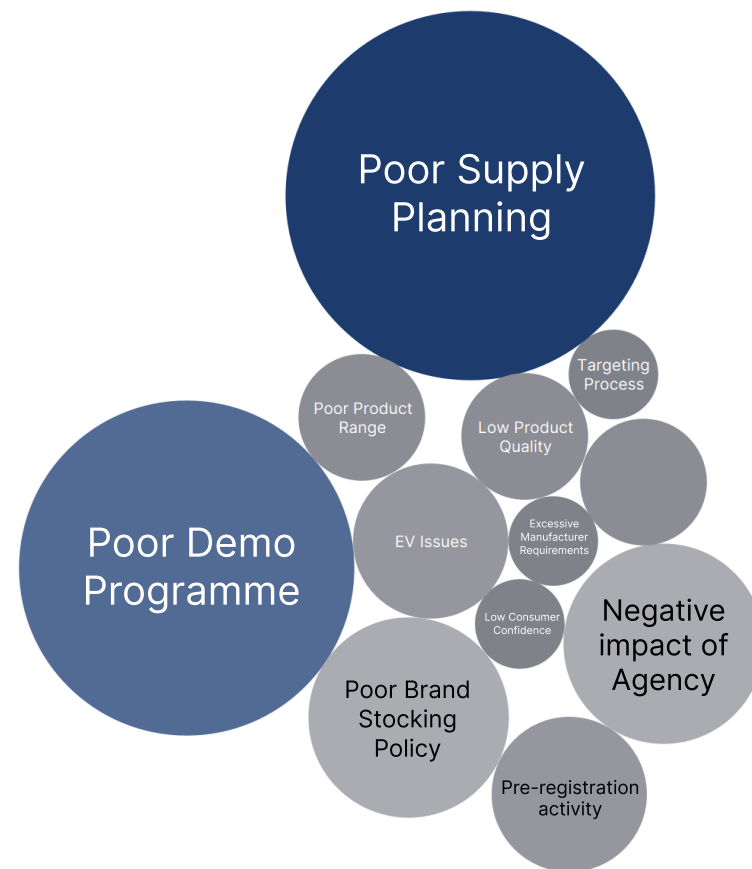 Poor Supply
Planning
Targeting
Process
Poor Product
Range
Low Product
Quality
Excessive
Manufacturer
Requirements
EV Issues
Poor Demo
Programme
Low Consumer
Confidence
Negative
impact of
Agency
Poor Brand
Stocking
Policy
Pre-registration
activity